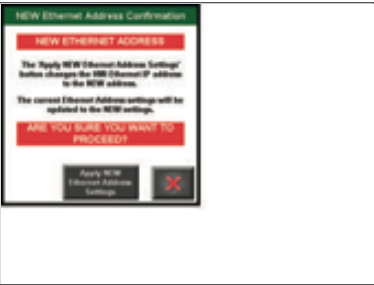 NEW Ethernet Address Confirmation
NEW ETHERNET ADDRESS
The 'Apply NEW Ethernet Address Settings'
button changes the HMI Ethernet IP address
to the NEW address.
The current Ethernet Address settings will be
updated to the NEW settings.
ARE YOU SURE YOU WANT TO
PROCEED?
Apply NEW
Ethernet Address
Settings